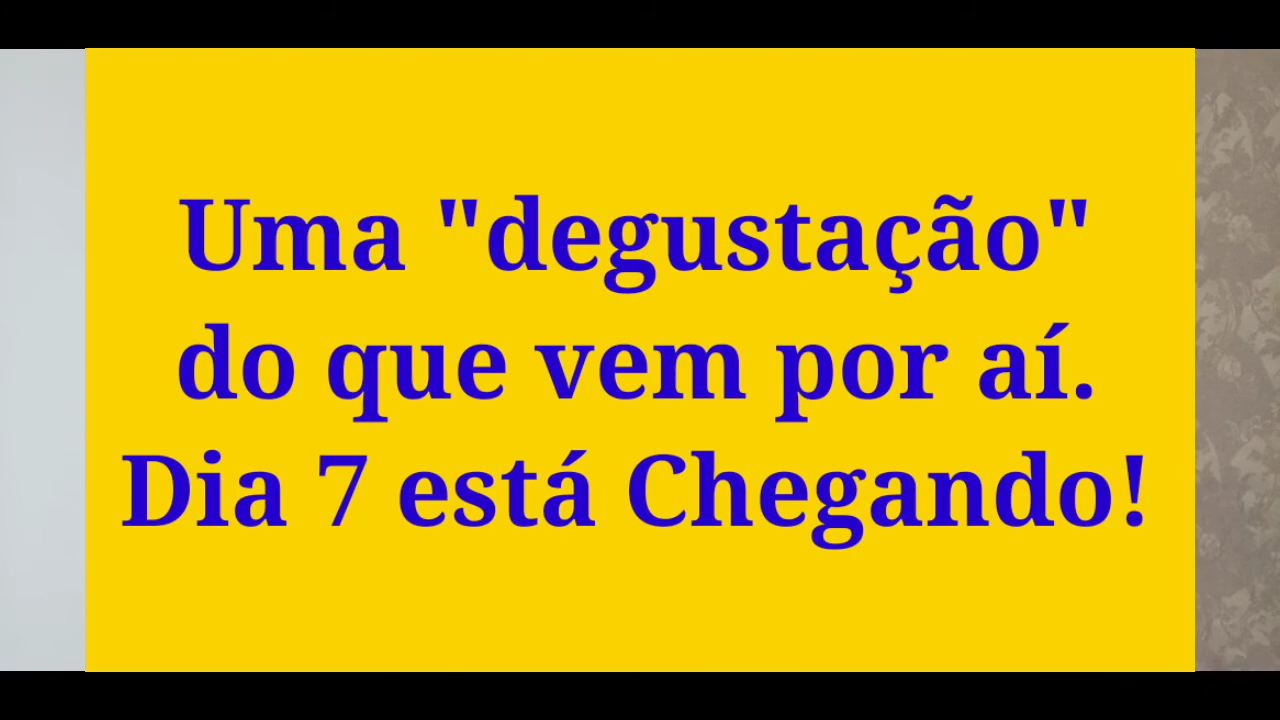 Uma "degustação"
do que vem por aí.
Dia 7 está Chegando!